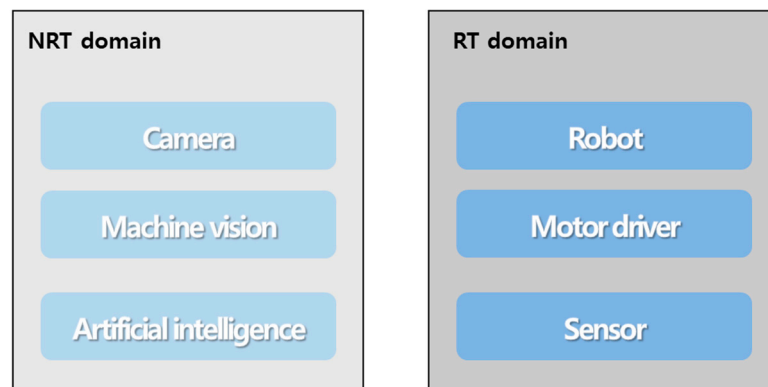 NRT domain
Camera
Machine vision
Artificial intelligence
RT domain
Robot
Motor driver
Sensor